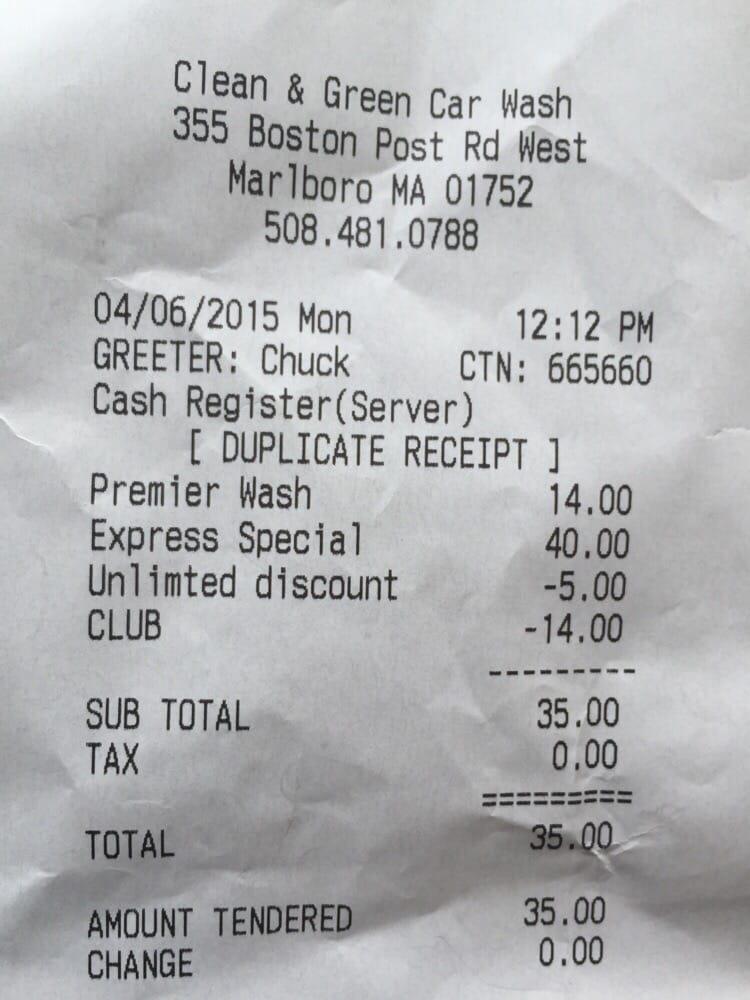 Clean & Green Car Wash
355 Boston Post Rd West
Marlboro MA 01752
508.481.0788
04/06/2015 Mon 12:12 PM
GREETER: Chuck CTN: 665660
Cash Register(Server)
[ DUPLICATE RECEIPT ]
Premier Wash 14.00
Express Special 40.00
Unlimted discount -5.00
CLUB -14.00
---------
SUB TOTAL 35.00
TAX 0.00
=========
TOTAL 35.00
AMOUNT TENDERED 35.00
CHANGE 0.00